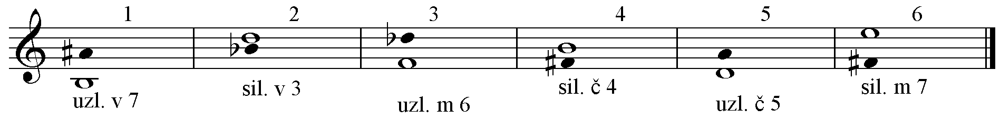 1 2 3 4 5 6
uzl. v 7 sil. v 3 uzl. m 6 sil. č 4 uzl. č 5 sil. m 7